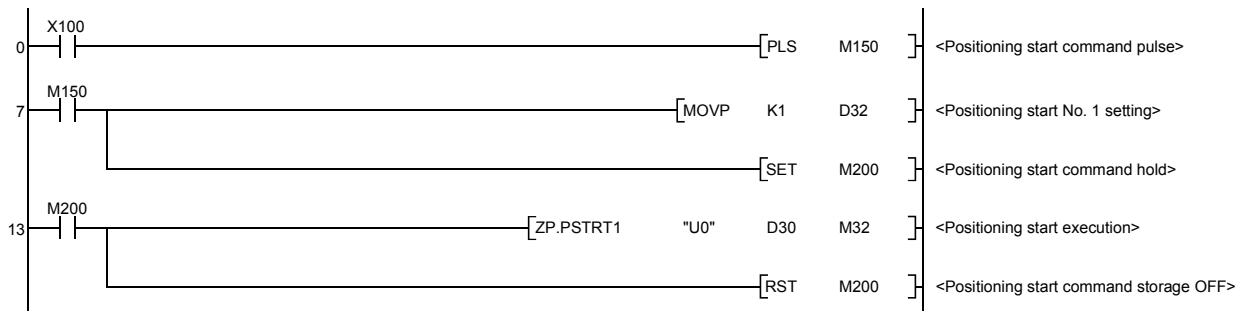 X100
0 PLS M150 <Positioning start command pulse>
M150
7 MOVP K1 D32 <Positioning start No. 1 setting>
SET M200 <Positioning start command hold>
M200
13 ZP.PSTRT1 "U0" D30 M32 <Positioning start execution>
RST M200 <Positioning start command storage OFF>